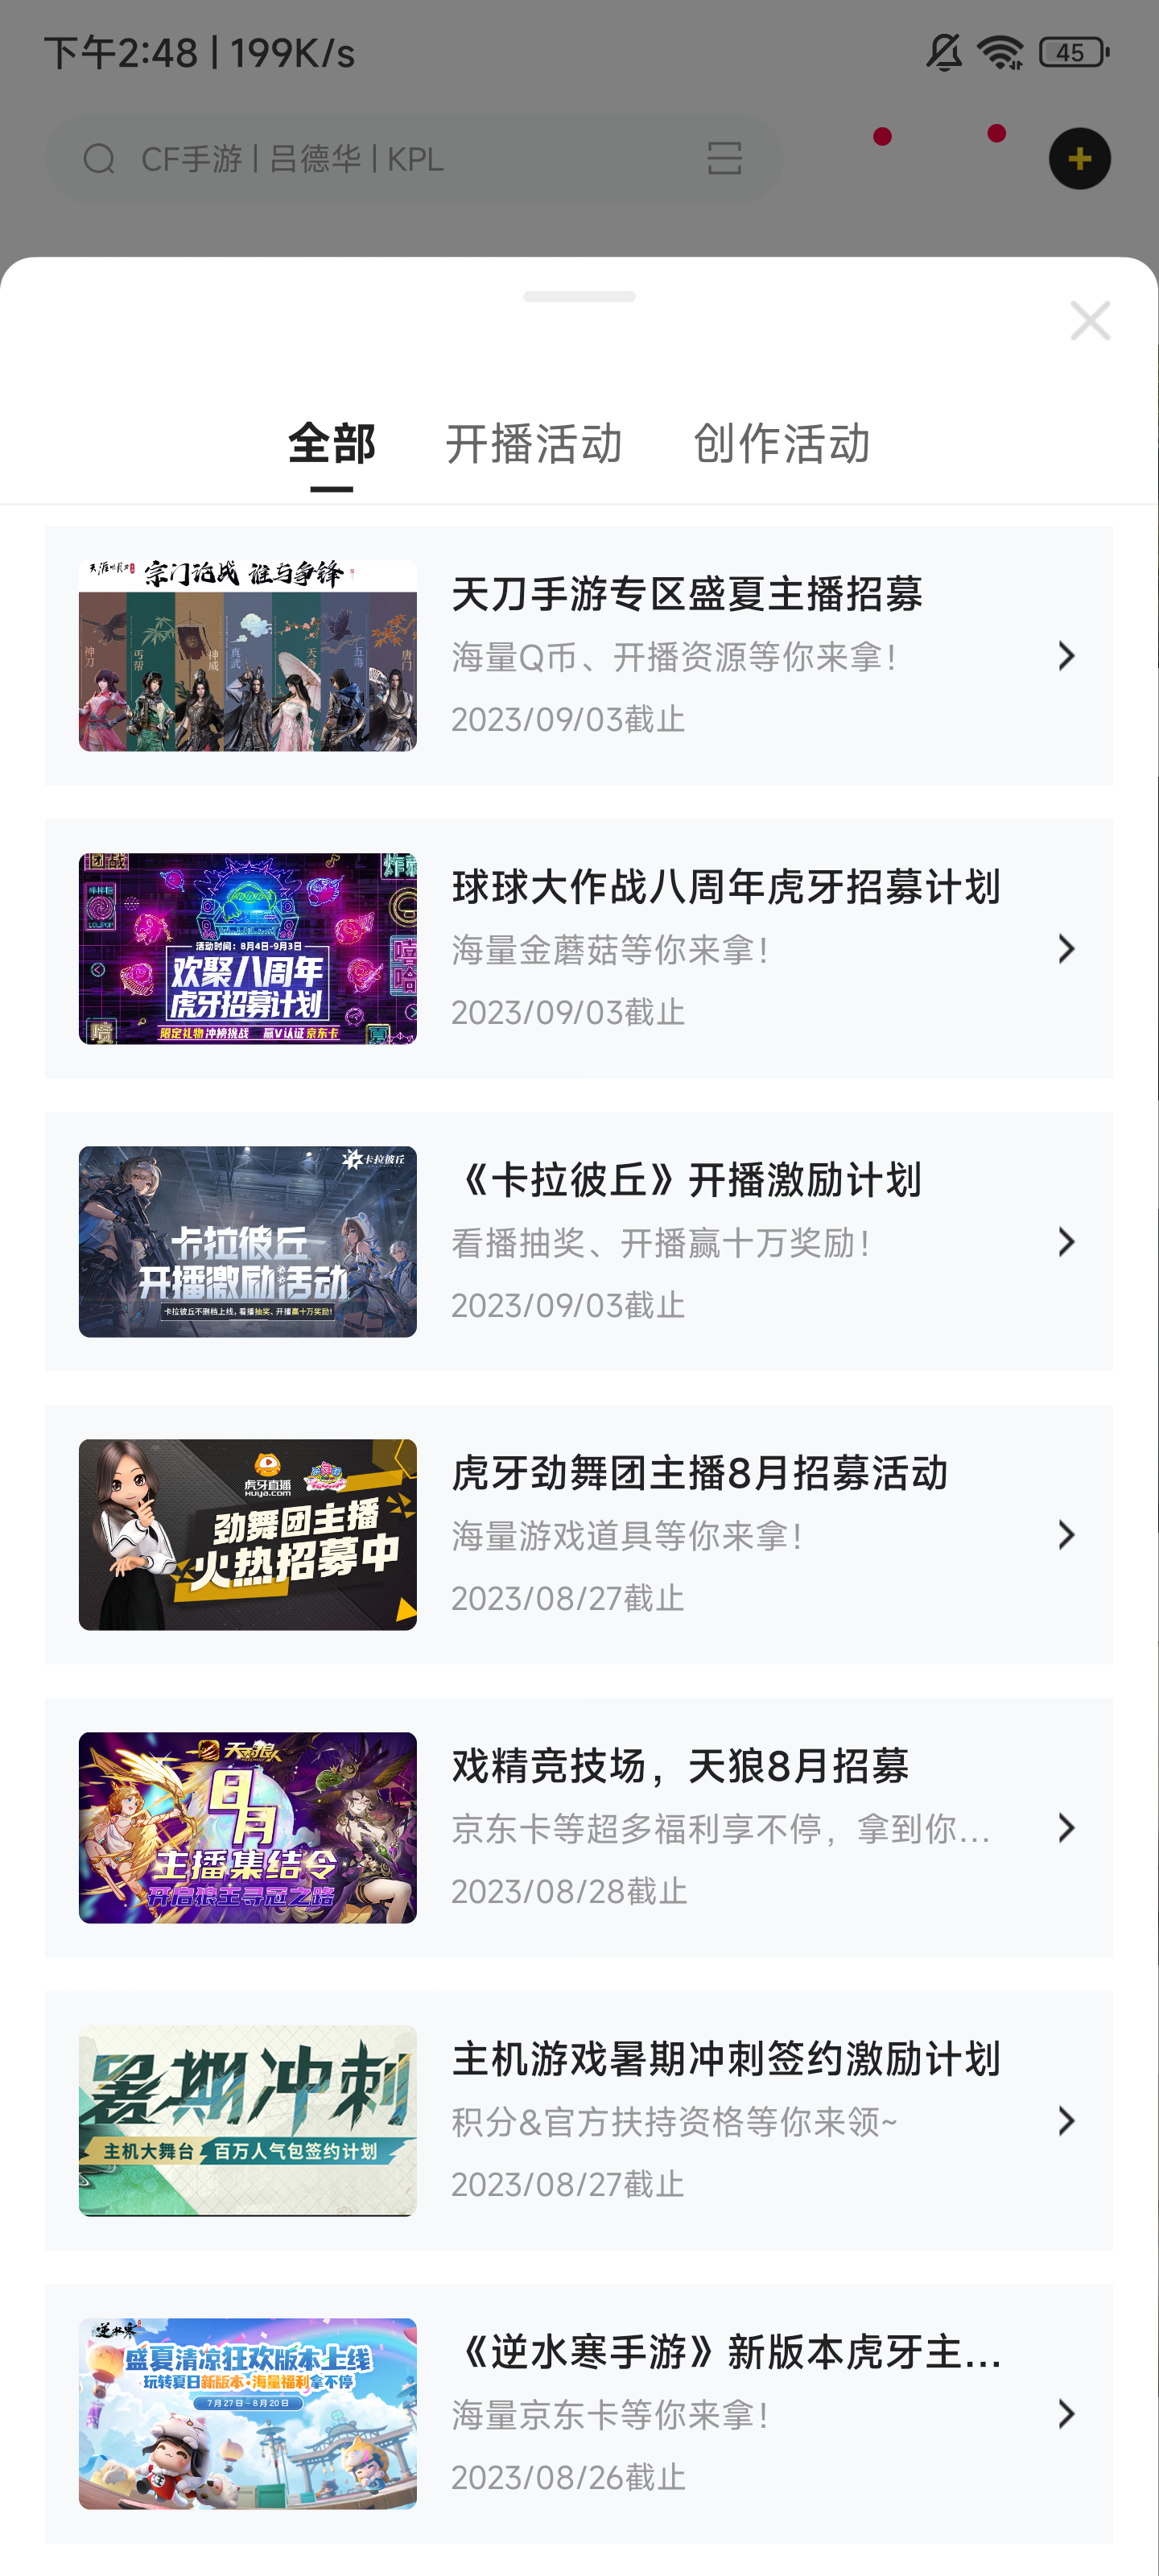 下午2:48 | 199K/s
45
CF手游 | 吕德华 | KPL
全部 开播活动 创作活动
宗门论战 谁与争锋
神刀 丐帮 神威 真武 天香 五毒 唐门
天刀手游专区盛夏主播招募
海量Q币、开播资源等你来拿!
2023/09/03截止
团战
活动时间：8月4日-9月3日
欢聚八周年
虎牙招募计划
限定礼物 冲榜挑战 赢V认证 京东卡
嘻哈
球球大作战八周年虎牙招募计划
海量金蘑菇等你来拿!
2023/09/03截止
卡拉彼丘
卡拉彼丘
开播激励活动
卡拉彼丘不删档上线，看播抽奖、开播赢十万奖励!
《卡拉彼丘》开播激励计划
看播抽奖、开播赢十万奖励!
2023/09/03截止
虎牙直播
HUYA.COM
劲舞团主播
火热招募中
虎牙劲舞团主播8月招募活动
海量游戏道具等你来拿!
2023/08/27截止
天天狼人
8月
主播集结令
开启狼王寻冠之路
戏精竞技场，天狼8月招募
京东卡等超多福利享不停，拿到你...
2023/08/28截止
暑期冲刺
主机大舞台 百万人气包签约计划
主机游戏暑期冲刺签约激励计划
积分&官方扶持资格等你来领~
2023/08/27截止
逆水寒
盛夏清凉狂欢版本上线
玩转夏日新版本·海量福利拿不停
7月27日-8月20日
《逆水寒手游》新版本虎牙主...
海量京东卡等你来拿!
2023/08/26截止